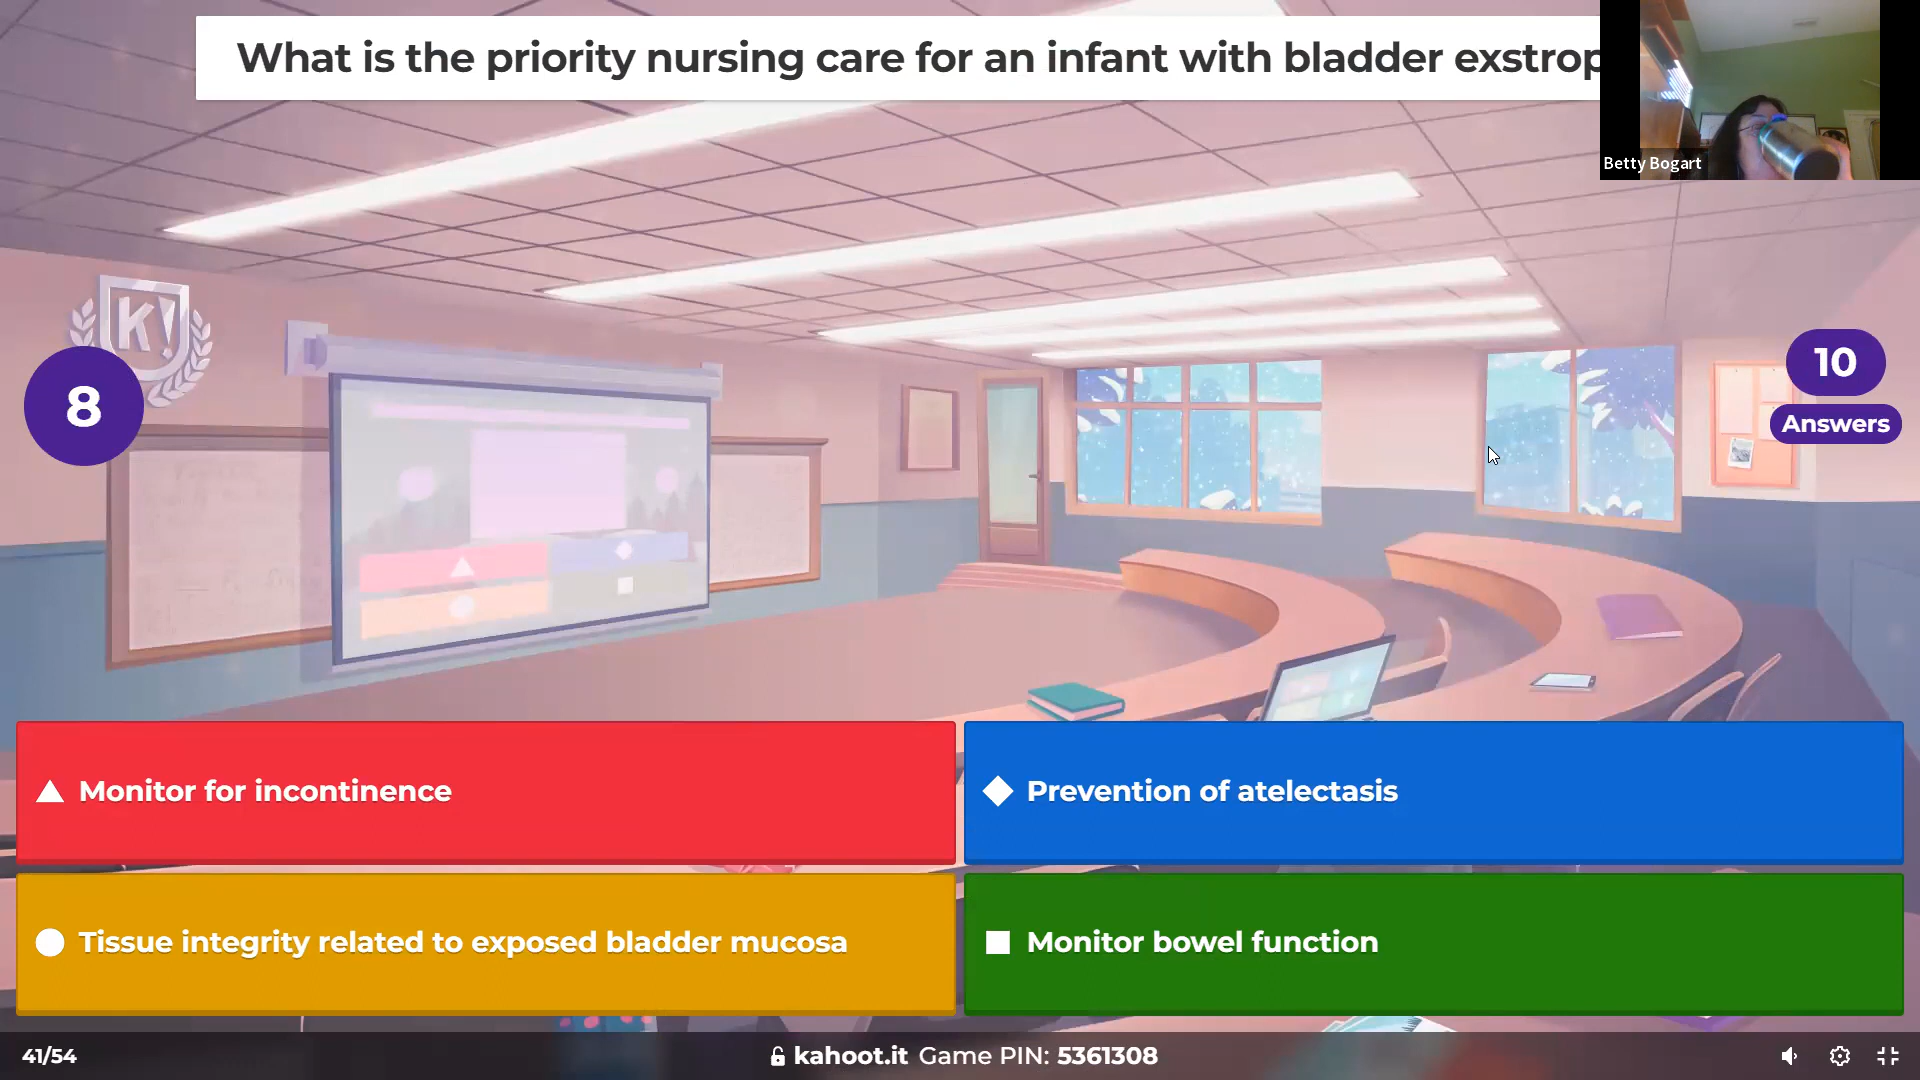 What is the priority nursing care for an infant with bladder exstrop
Betty Bogart
K!
8
10
Answers
Monitor for incontinence
Prevention of atelectasis
Tissue integrity related to exposed bladder mucosa
Monitor bowel function
41/54
kahoot.it Game PIN: 5361308